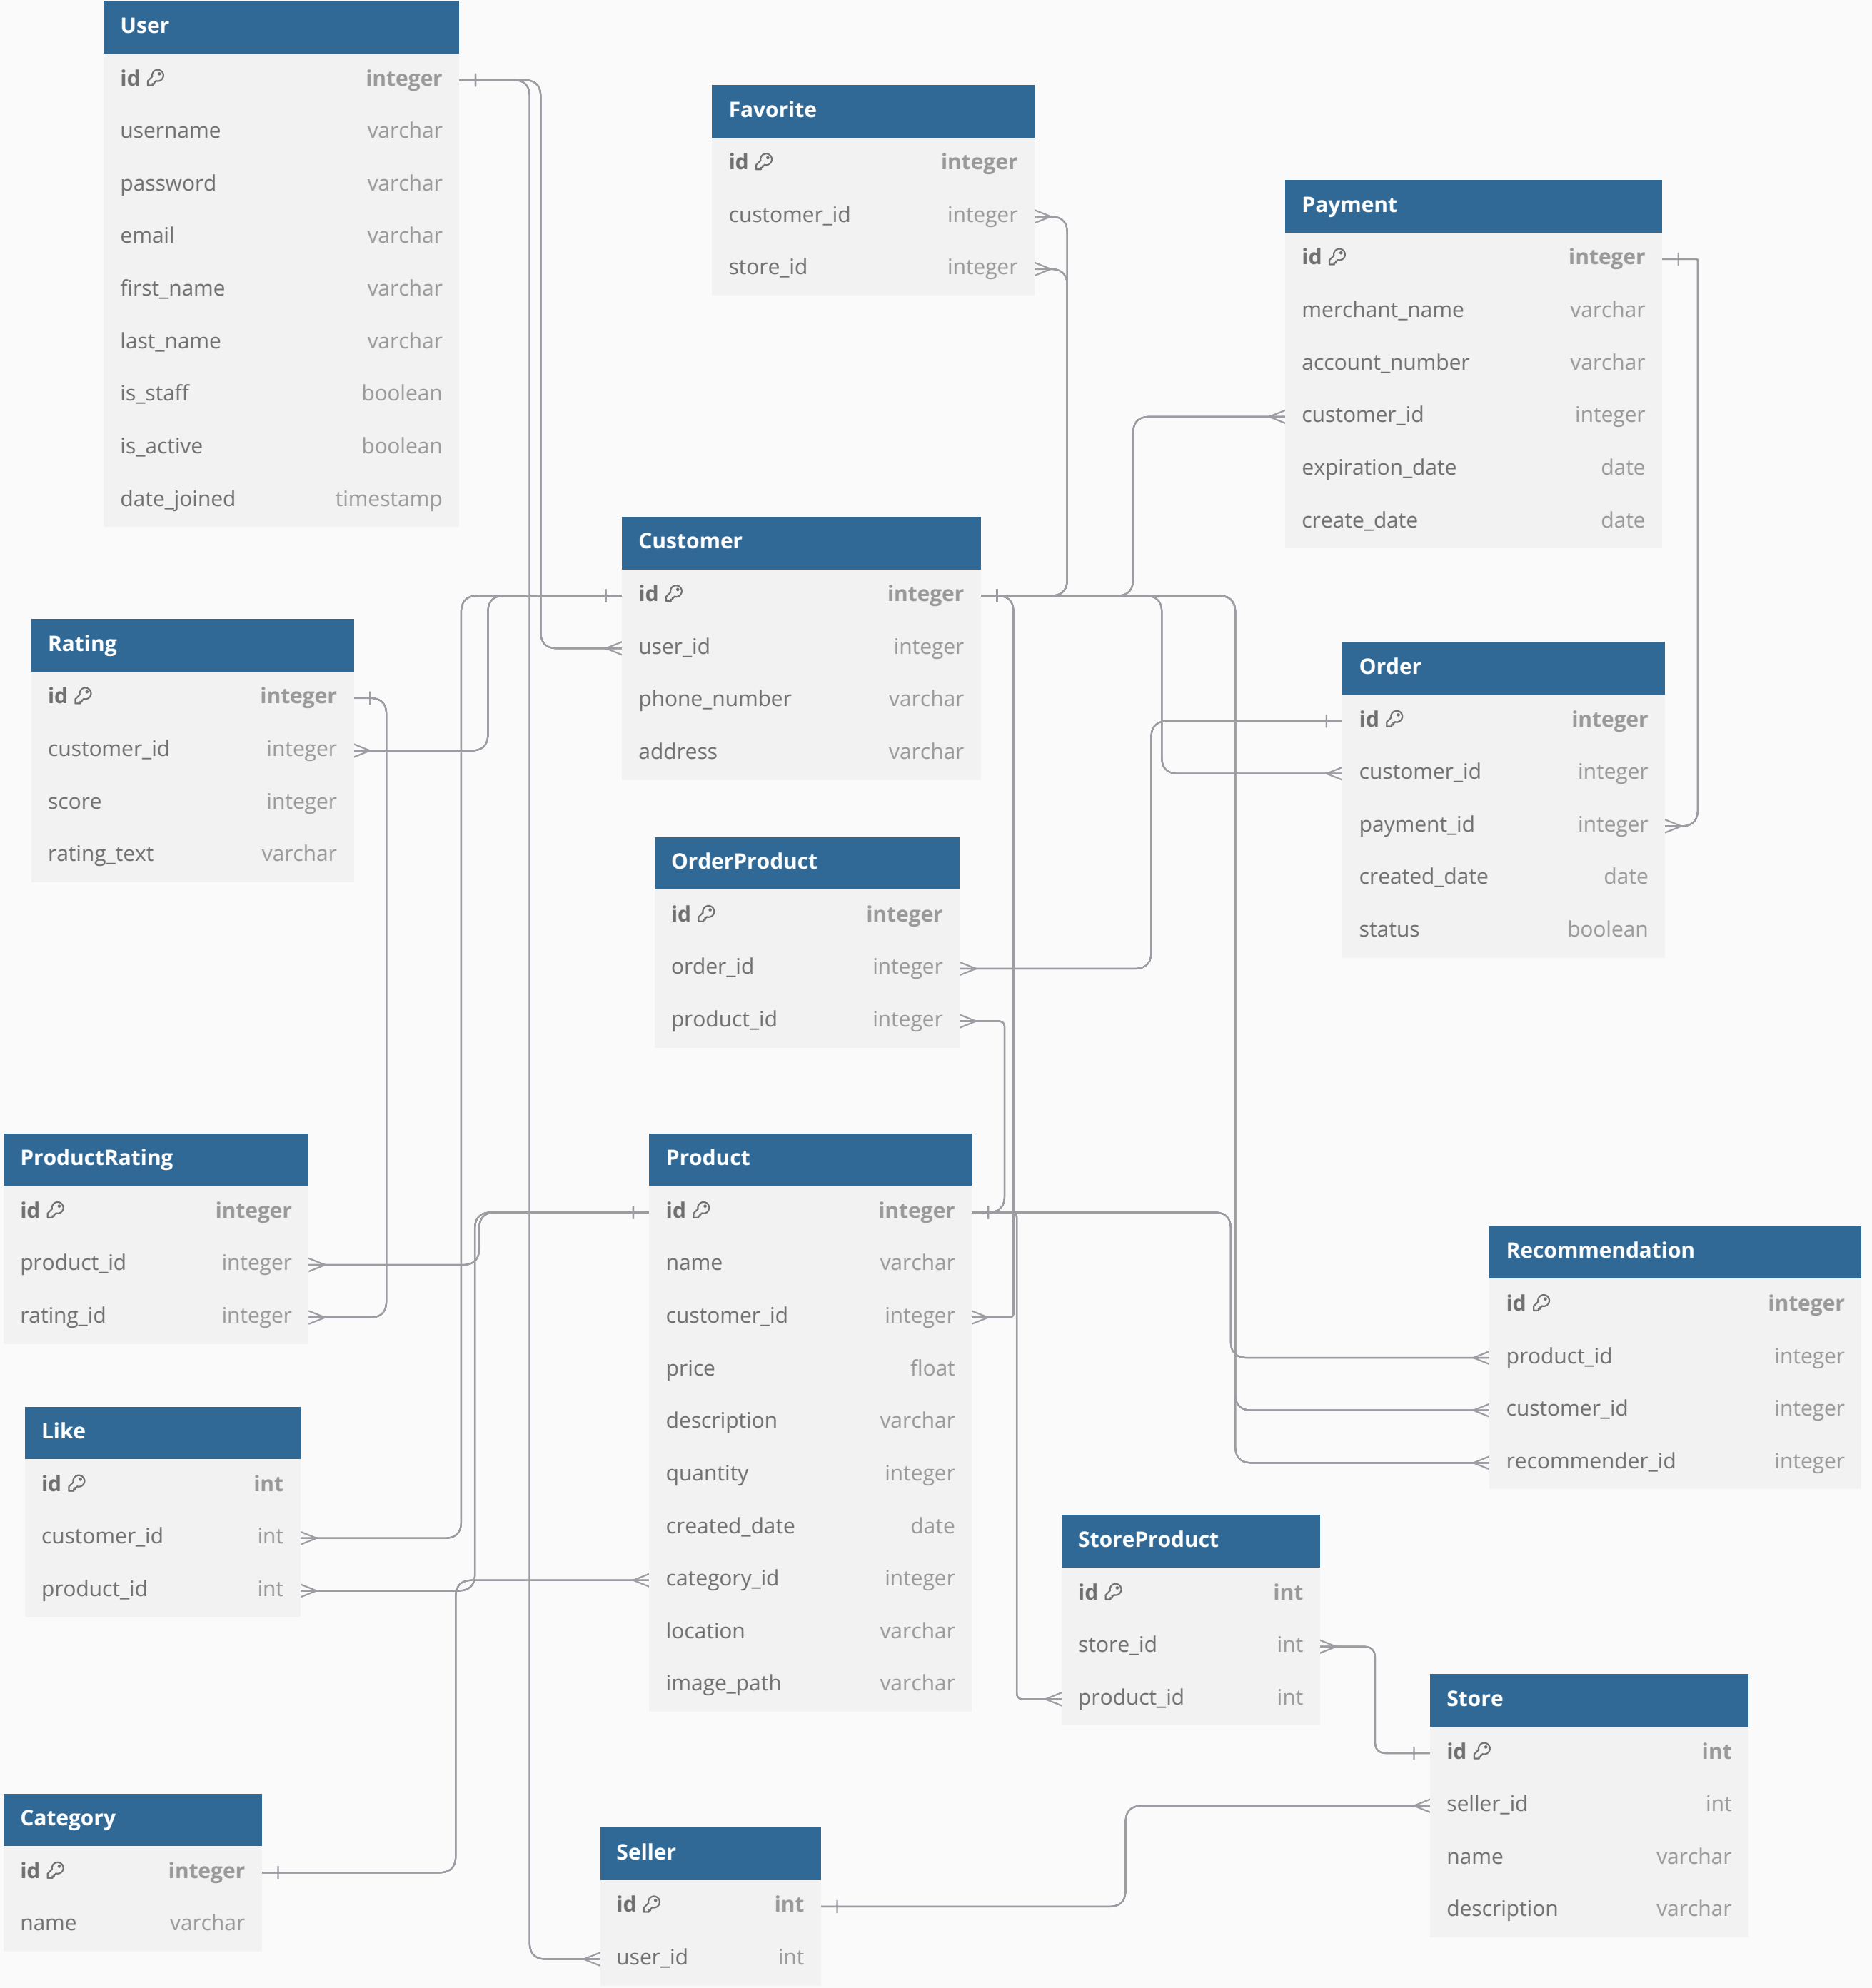 User
id integer
username varchar
password varchar
email varchar
first_name varchar
last_name varchar
is_staff boolean
is_active boolean
date_joined timestamp
Favorite
id integer
customer_id integer
store_id integer
Payment
id integer
merchant_name varchar
account_number varchar
customer_id integer
expiration_date date
create_date date
Customer
id integer
user_id integer
phone_number varchar
address varchar
Rating
id integer
customer_id integer
score integer
rating_text varchar
Order
id integer
customer_id integer
payment_id integer
created_date date
status boolean
OrderProduct
id integer
order_id integer
product_id integer
ProductRating
id integer
product_id integer
rating_id integer
Product
id integer
name varchar
customer_id integer
price float
description varchar
quantity integer
created_date date
category_id integer
location varchar
image_path varchar
Recommendation
id integer
product_id integer
customer_id integer
recommender_id integer
Like
id int
customer_id int
product_id int
StoreProduct
id int
store_id int
product_id int
Store
id int
seller_id int
name varchar
description varchar
Category
id integer
name varchar
Seller
id int
user_id int